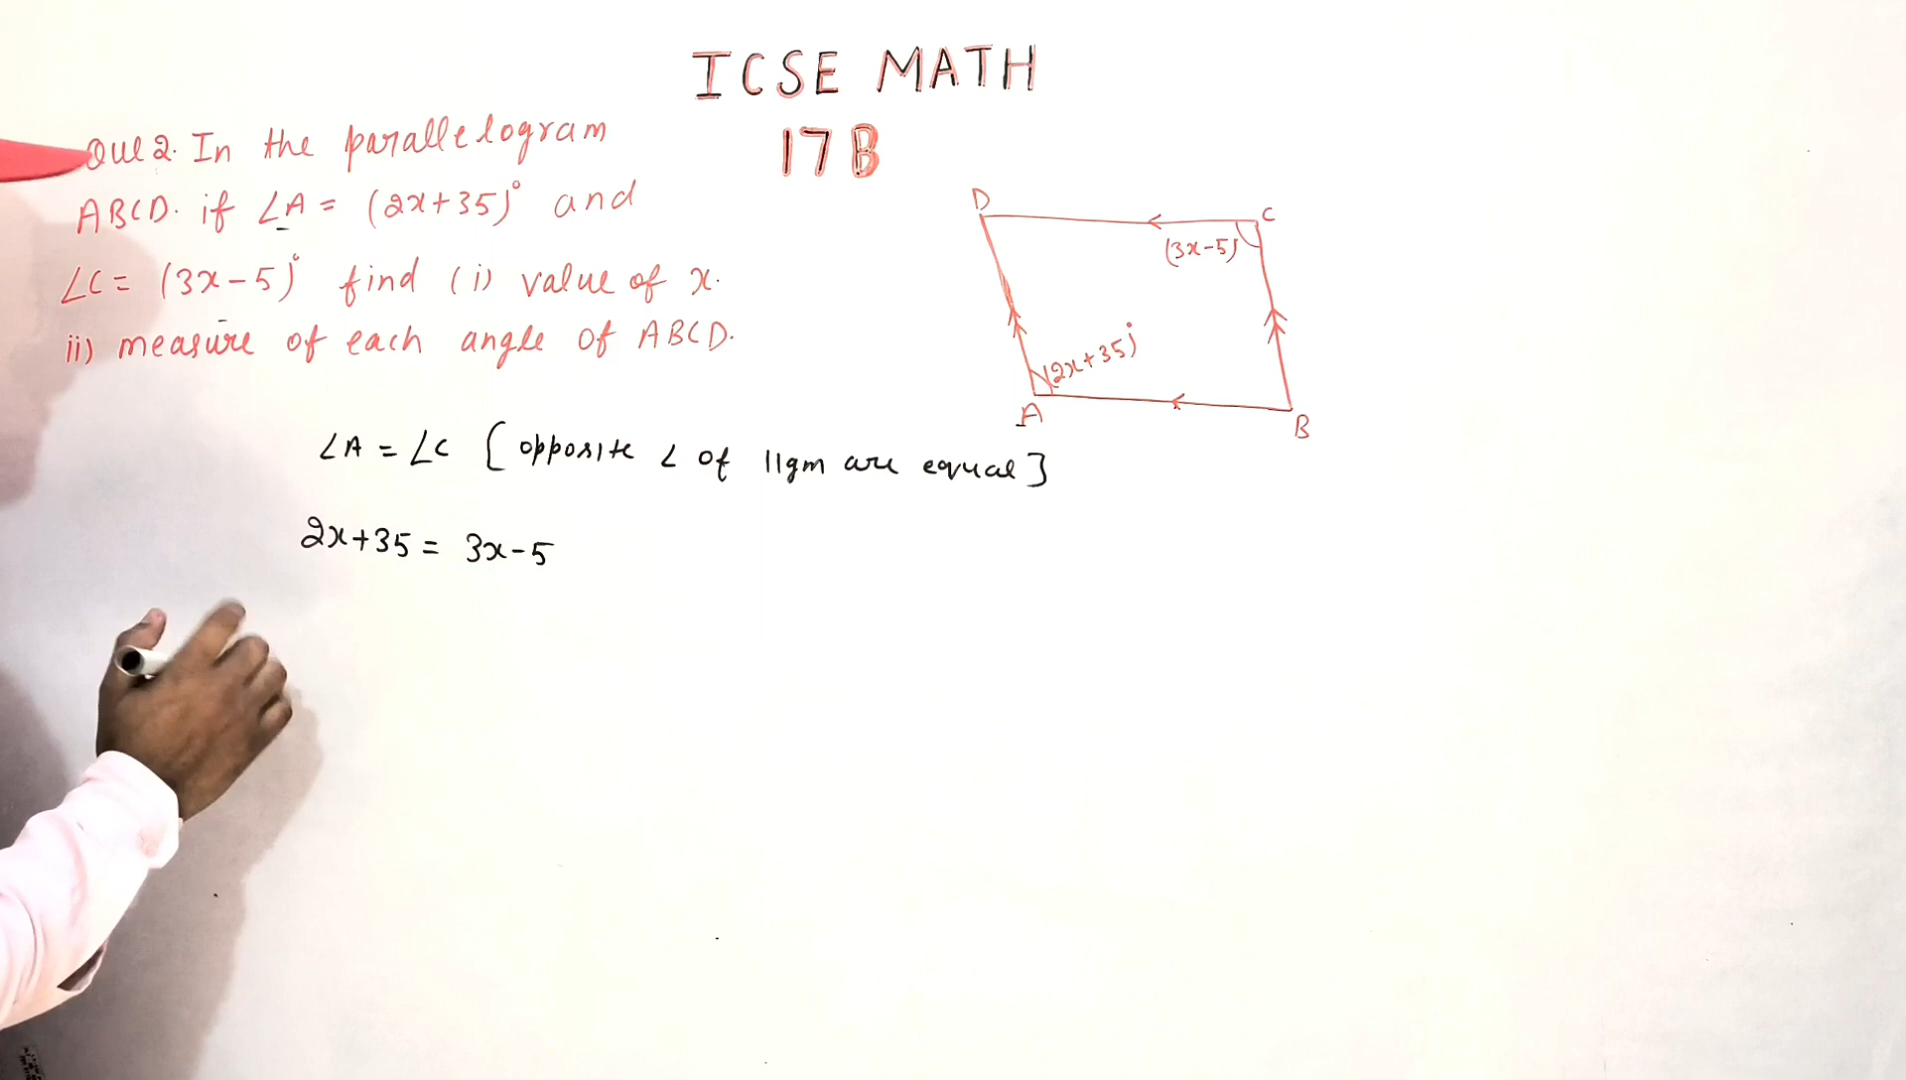 ICSE MATH
17B
Que 2. In the parallelogram
ABCD. if ∠A = (2x+35)° and
∠C = (3x-5)° find (i) value of x.
ii) measure of each angle of ABCD.
D
C
(3x-5)
(2x+35)°
A
B
∠A = ∠C [opposite ∠ of ||gm are equal]
2x+35 = 3x-5